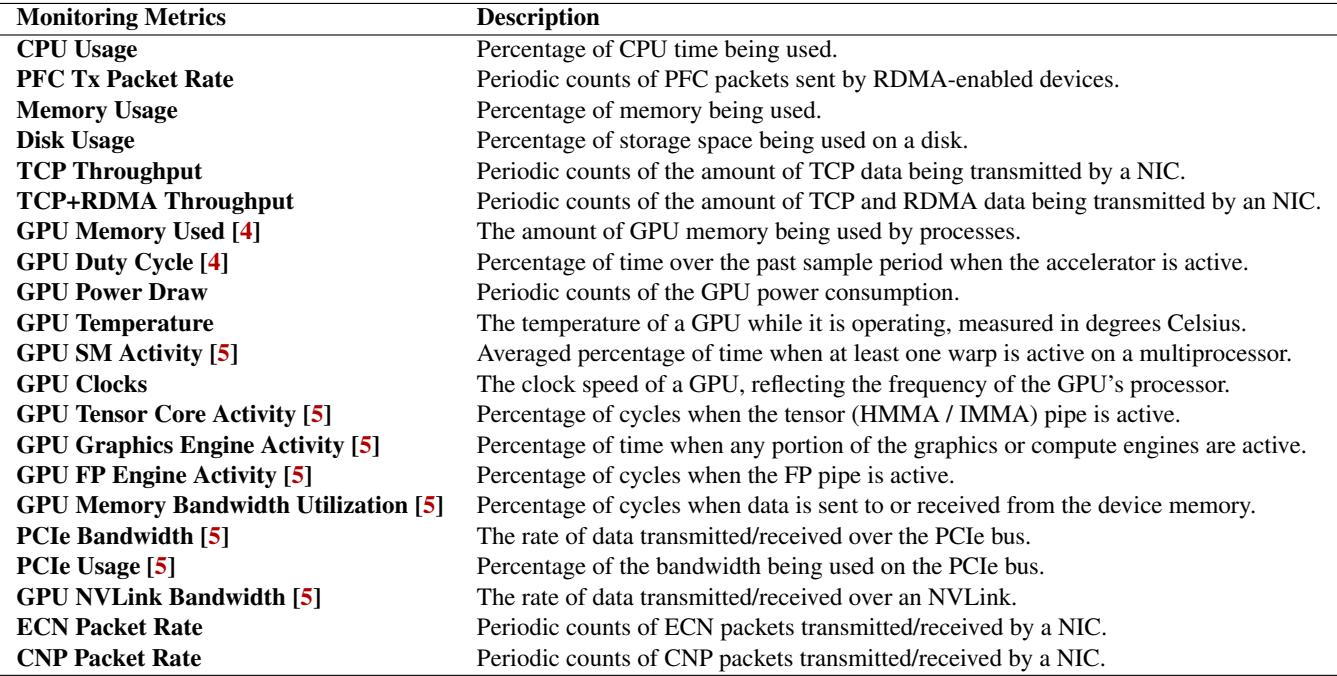 Monitoring Metrics Description
CPU Usage Percentage of CPU time being used.
PFC Tx Packet Rate Periodic counts of PFC packets sent by RDMA-enabled devices.
Memory Usage Percentage of memory being used.
Disk Usage Percentage of storage space being used on a disk.
TCP Throughput Periodic counts of the amount of TCP data being transmitted by a NIC.
TCP+RDMA Throughput Periodic counts of the amount of TCP and RDMA data being transmitted by an NIC.
GPU Memory Used [4] The amount of GPU memory being used by processes.
GPU Duty Cycle [4] Percentage of time over the past sample period when the accelerator is active.
GPU Power Draw Periodic counts of the GPU power consumption.
GPU Temperature The temperature of a GPU while it is operating, measured in degrees Celsius.
GPU SM Activity [5] Averaged percentage of time when at least one warp is active on a multiprocessor.
GPU Clocks The clock speed of a GPU, reflecting the frequency of the GPU's processor.
GPU Tensor Core Activity [5] Percentage of cycles when the tensor (HMMA / IMMA) pipe is active.
GPU Graphics Engine Activity [5] Percentage of time when any portion of the graphics or compute engines are active.
GPU FP Engine Activity [5] Percentage of cycles when the FP pipe is active.
GPU Memory Bandwidth Utilization [5] Percentage of cycles when data is sent to or received from the device memory.
PCIe Bandwidth [5] The rate of data transmitted/received over the PCIe bus.
PCIe Usage [5] Percentage of the bandwidth being used on the PCIe bus.
GPU NVLink Bandwidth [5] The rate of data transmitted/received over an NVLink.
ECN Packet Rate Periodic counts of ECN packets transmitted/received by a NIC.
CNP Packet Rate Periodic counts of CNP packets transmitted/received by a NIC.